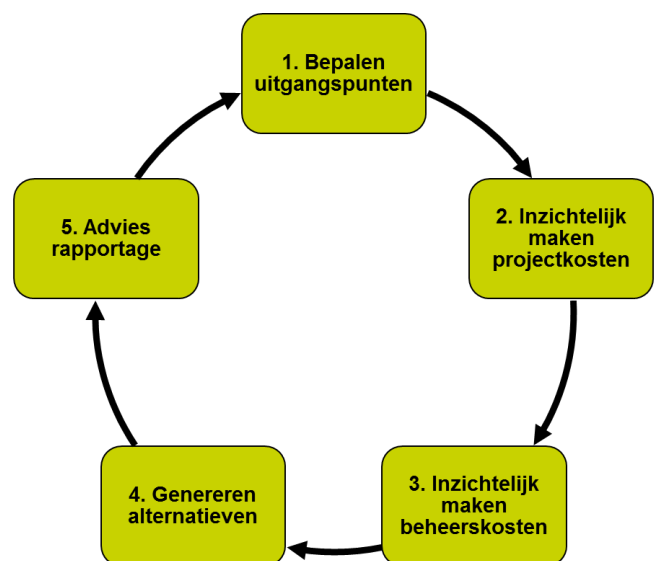 1. Bepalen
uitgangspunten
2. Inzichtelijk
maken
projectkosten
3. Inzichtelijk
maken
beheerskosten
4. Genereren
alternatieven
5. Advies
rapportage